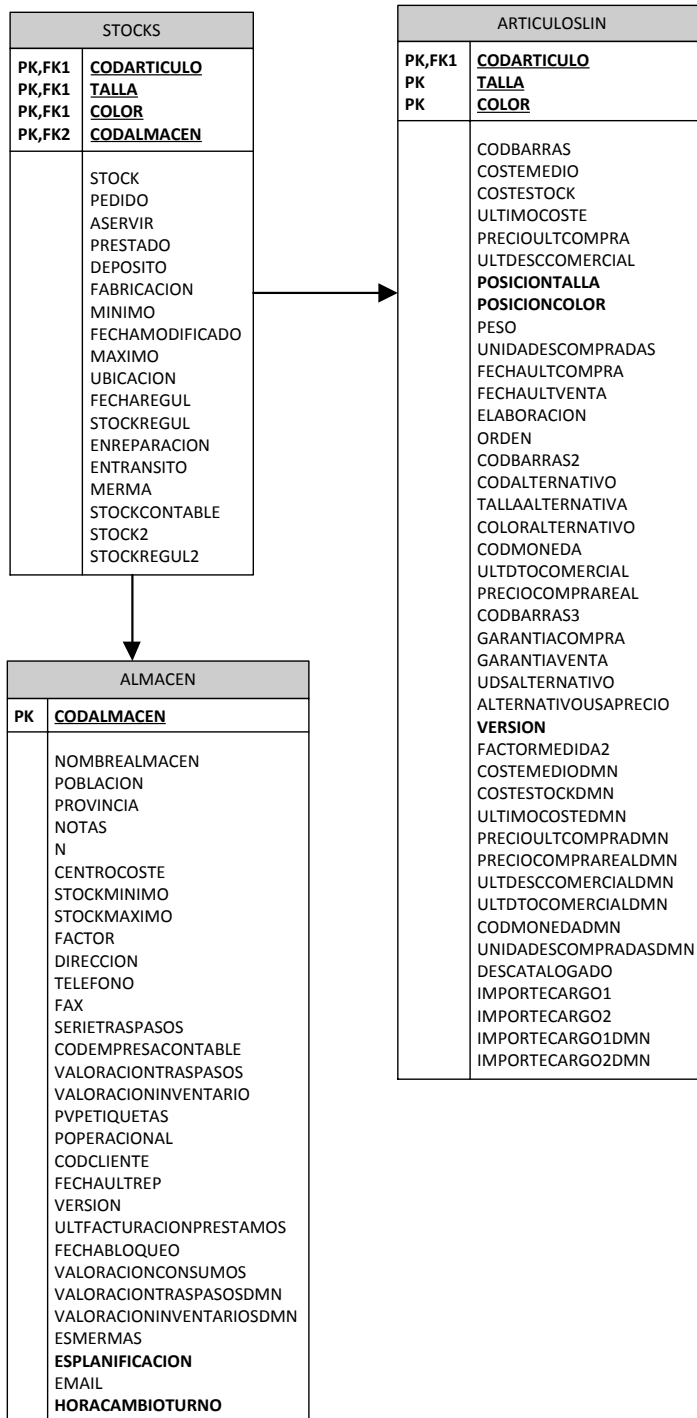 STOCKS
PK,FK1 CODARTICULO
PK,FK1 TALLA
PK,FK1 COLOR
PK,FK2 CODALMACEN
STOCK
PEDIDO
ASERVIR
PRESTADO
DEPOSITO
FABRICACION
MINIMO
FECHAMODIFICADO
MAXIMO
UBICACION
FECHAREGUL
STOCKREGUL
ENREPARACION
ENTRANSITO
MERMA
STOCKCONTABLE
STOCK2
STOCKREGUL2
ARTICULOSLIN
PK,FK1 CODARTICULO
PK TALLA
PK COLOR
CODBARRAS
COSTEMEDIO
COSTESTOCK
ULTIMOCOSTE
PRECIOULTCOMPRA
ULTDESCCOMERCIAL
POSICIONTALLA
POSICIONCOLOR
PESO
UNIDADESCOMPRADAS
FECHAULTCOMPRA
FECHAULTVENTA
ELABORACION
ORDEN
CODBARRAS2
CODALTERNATIVO
TALLAALTERNATIVA
COLORALTERNATIVO
CODMONEDA
ULTDTOCOMERCIAL
PRECIOCOMPRAREAL
CODBARRAS3
GARANTIACOMPRA
GARANTIAVENTA
UDSALTERNATIVO
ALTERNATIVOUSAPRECIO
VERSION
FACTORMEDIDA2
COSTEMEDIODMN
COSTESTOCKDMN
ULTIMOCOSTEDMN
PRECIOULTCOMPRADMN
PRECIOCOMPRAREALDMN
ULTDESCCOMERCIALDMN
ULTDTOCOMERCIALDMN
CODMONEDADMN
UNIDADESCOMPRADASDMN
DESCATALOGADO
IMPORTECARGO1
IMPORTECARGO2
IMPORTECARGO1DMN
IMPORTECARGO2DMN
ALMACEN
PK CODALMACEN
NOMBREALMACEN
POBLACION
PROVINCIA
NOTAS
N
CENTROCOSTE
STOCKMINIMO
STOCKMAXIMO
FACTOR
DIRECCION
TELEFONO
FAX
SERIETRASPASOS
CODEMPRESACONTABLE
VALORACIONTRASPASOS
VALORACIONINVENTARIO
PVPETIQUETAS
POPERACIONAL
CODCLIENTE
FECHAULTREP
VERSION
ULTFACTURACIONPRESTAMOS
FECHABLOQUEO
VALORACIONCONSUMOS
VALORACIONTRASPASOSDMN
VALORACIONINVENTARIOSDMN
ESMERMAS
ESPLANIFICACION
EMAIL
HORACAMBIOTURNO